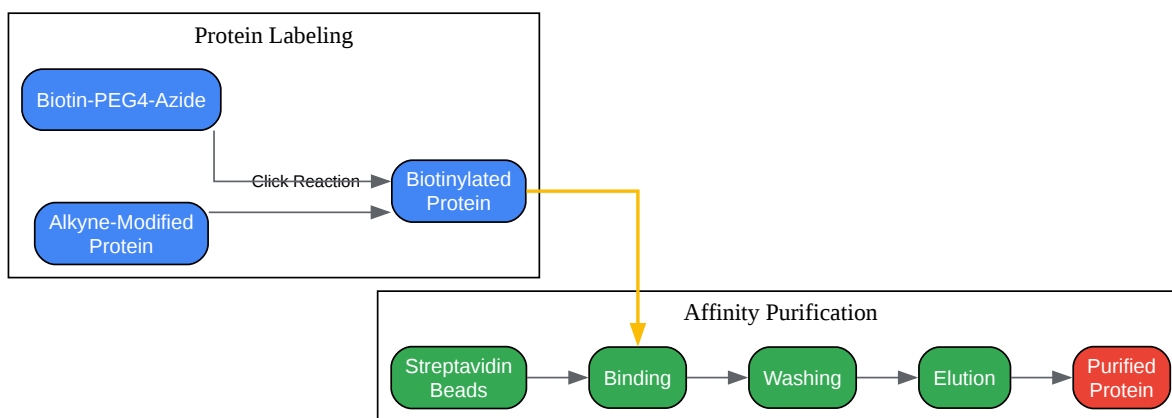 Protein Labeling
Biotin-PEG4-Azide
Click Reaction
Biotinylated
Protein
Alkyne-Modified
Protein
Affinity Purification
Streptavidin
Beads
Binding
Washing
Elution
Purified
Protein